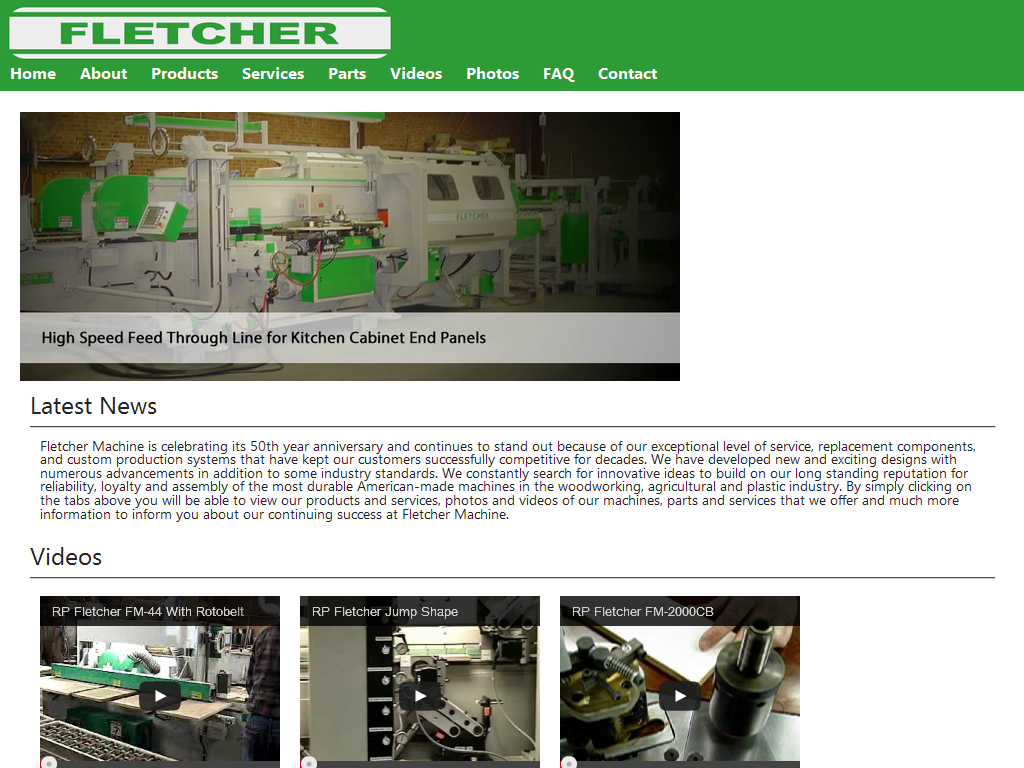 FLETCHER
Home About Products Services Parts Videos Photos FAQ Contact
FLETCHER
High Speed Feed Through Line for Kitchen Cabinet End Panels
Latest News
Fletcher Machine is celebrating its 50th year anniversary and continues to stand out because of our exceptional level of service, replacement components,
and custom production systems that have kept our customers successfully competitive for decades. We have developed new and exciting designs with
numerous advancements in addition to some industry standards. We constantly search for innovative ideas to build on our long standing reputation for
reliability, loyalty and assembly of the most durable American-made machines in the woodworking, agricultural and plastic industry. By simply clicking on
the tabs above you will be able to view our products and services, photos and videos of our machines, parts and services that we offer and much more
information to inform you about our continuing success at Fletcher Machine.
Videos
RP Fletcher FM-44 With Rotobelt
RP Fletcher Jump Shape
RP Fletcher FM-2000CB